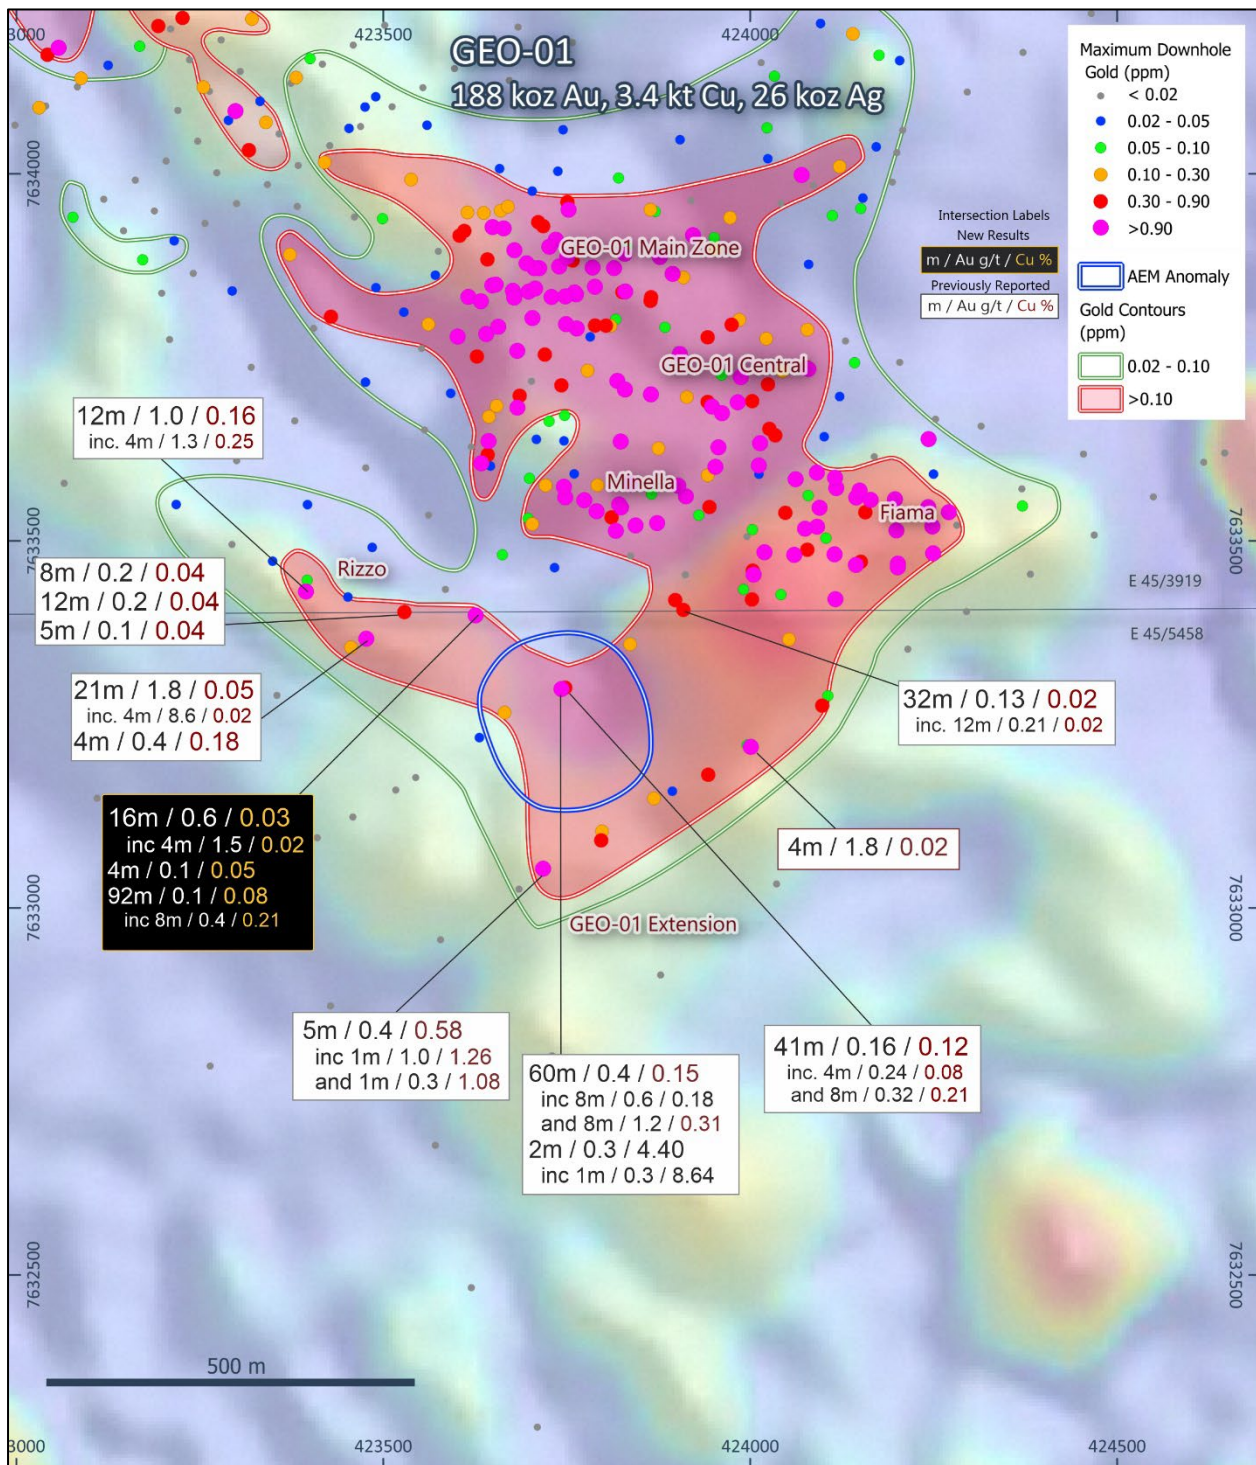 3000
423500
424000
GEO-01
188 koz Au, 3.4 kt Cu, 26 koz Ag
Maximum Downhole
Gold (ppm)
< 0.02
0.02 - 0.05
0.05 - 0.10
0.10 - 0.30
0.30 - 0.90
>0.90
AEM Anomaly
Gold Contours
(ppm)
0.02 - 0.10
>0.10
Intersection Labels
New Results
m / Au g/t / Cu %
Previously Reported
m / Au g/t / Cu %
7634000
7634000
GEO-01 Main Zone
GEO-01 Central
Minella
Fiama
Rizzo
7633500
7633500
E 45/3919
E 45/5458
12m / 1.0 / 0.16
inc. 4m / 1.3 / 0.25
8m / 0.2 / 0.04
12m / 0.2 / 0.04
5m / 0.1 / 0.04
21m / 1.8 / 0.05
inc. 4m / 8.6 / 0.02
4m / 0.4 / 0.18
32m / 0.13 / 0.02
inc. 12m / 0.21 / 0.02
16m / 0.6 / 0.03
inc 4m / 1.5 / 0.02
4m / 0.1 / 0.05
92m / 0.1 / 0.08
inc 8m / 0.4 / 0.21
4m / 1.8 / 0.02
7633000
7633000
GEO-01 Extension
5m / 0.4 / 0.58
inc 1m / 1.0 / 1.26
and 1m / 0.3 / 1.08
60m / 0.4 / 0.15
inc 8m / 0.6 / 0.18
and 8m / 1.2 / 0.31
2m / 0.3 / 4.40
inc 1m / 0.3 / 8.64
41m / 0.16 / 0.12
inc. 4m / 0.24 / 0.08
and 8m / 0.32 / 0.21
7632500
7632500
500 m
3000
423500
424000
424500